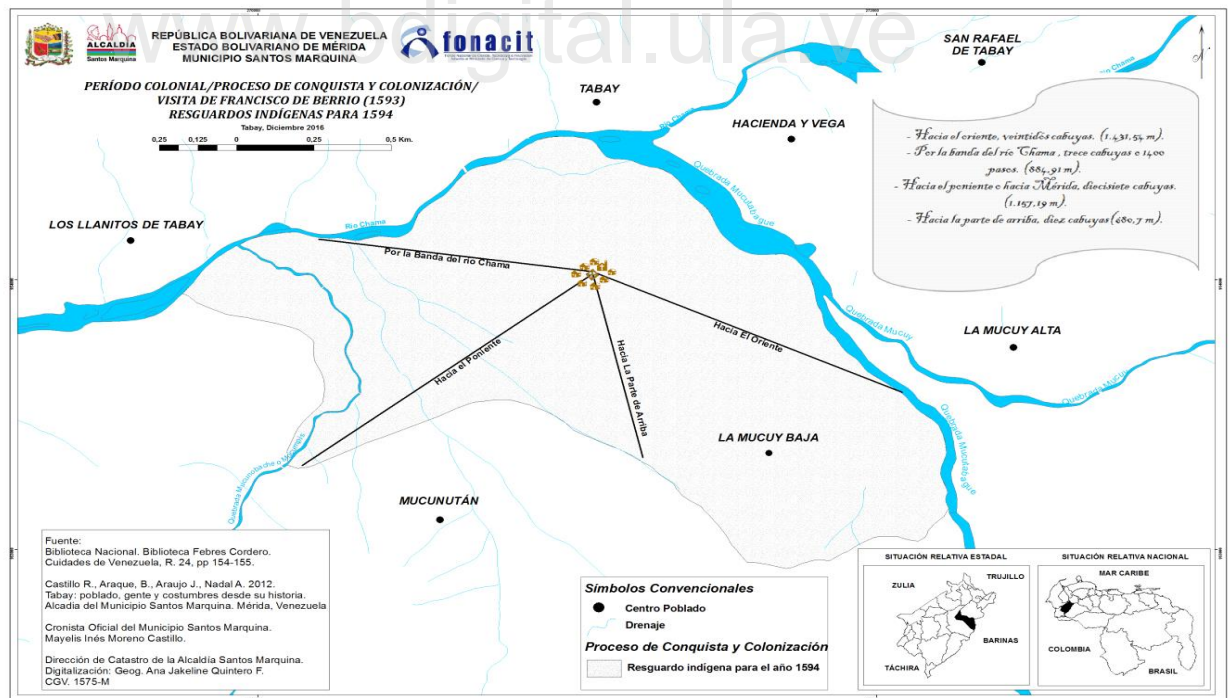 www.bdigital.ula.ve
ALCALDÍA
Santos Marquina
REPÚBLICA BOLIVARIANA DE VENEZUELA
ESTADO BOLIVARIANO DE MÉRIDA
MUNICIPIO SANTOS MARQUINA
fonacit
PERÍODO COLONIAL/PROCESO DE CONQUISTA Y COLONIZACIÓN/
VISITA DE FRANCISCO DE BERRIO (1593)
RESGUARDOS INDÍGENAS PARA 1594
Tabay, Diciembre 2016
0,25 0,125 0 0,25 0,5 Km.
SAN RAFAEL
DE TABAY
TABAY
HACIENDA Y VEGA
Río Chama
Río Chama
- Hacia el oriente, veintidós cabuyas. (1.431,54 m).
- Por la banda del río Chama, trece cabuyas o 1400
pasos. (884,91 m).
- Hacia el poniente o hacia Mérida, diecisiete cabuyas.
(1.157,19 m).
- Hacia la parte de arriba, diez cabuyas (680,7 m).
Quebrada Mucutabague
LOS LLANITOS DE TABAY
Río Chama
Por la Banda del río Chama
Hacia el Poniente
Hacia La Parte de Arriba
Hacia El Oriente
Quebrada Mucuy
LA MUCUY ALTA
Quebrada Mucuy
Quebrada Mucutabague
LA MUCUY BAJA
MUCUNUTÁN
Fuente:
Biblioteca Nacional. Biblioteca Febres Cordero.
Cuidades de Venezuela, R. 24, pp 154-155.
Castillo R., Araque, B., Araujo J., Nadal A. 2012.
Tabay: poblado, gente y costumbres desde su historia.
Alcadia del Municipio Santos Marquina. Mérida, Venezuela
Cronista Oficial del Municipio Santos Marquina.
Mayelis Inés Moreno Castillo.
Dirección de Catastro de la Alcaldía Santos Marquina.
Digitalización: Geog. Ana Jakeline Quintero F.
CGV. 1575-M
Símbolos Convencionales
Centro Poblado
Drenaje
Proceso de Conquista y Colonización
Resguardo indígena para el año 1594
SITUACIÓN RELATIVA ESTADAL
ZULIA
TRUJILLO
BARINAS
TÁCHIRA
SITUACIÓN RELATIVA NACIONAL
MAR CARIBE
COLOMBIA
BRASIL